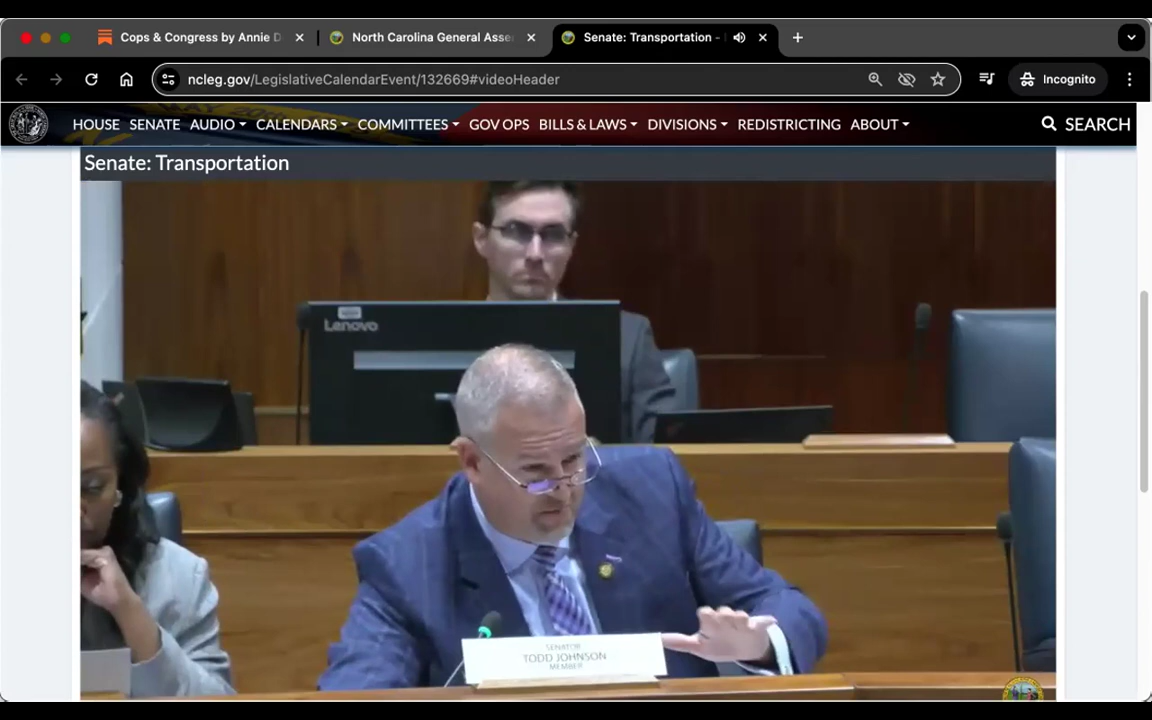 Cops & Congress by Annie D
North Carolina General Asse
Senate: Transportation -
ncleg.gov/LegislativeCalendarEvent/132669#videoHeader
Incognito
HOUSE SENATE AUDIO CALENDARS COMMITTEES GOV OPS BILLS & LAWS DIVISIONS REDISTRICTING ABOUT SEARCH
Senate: Transportation
Lenovo
SENATOR
TODD JOHNSON
MEMBER